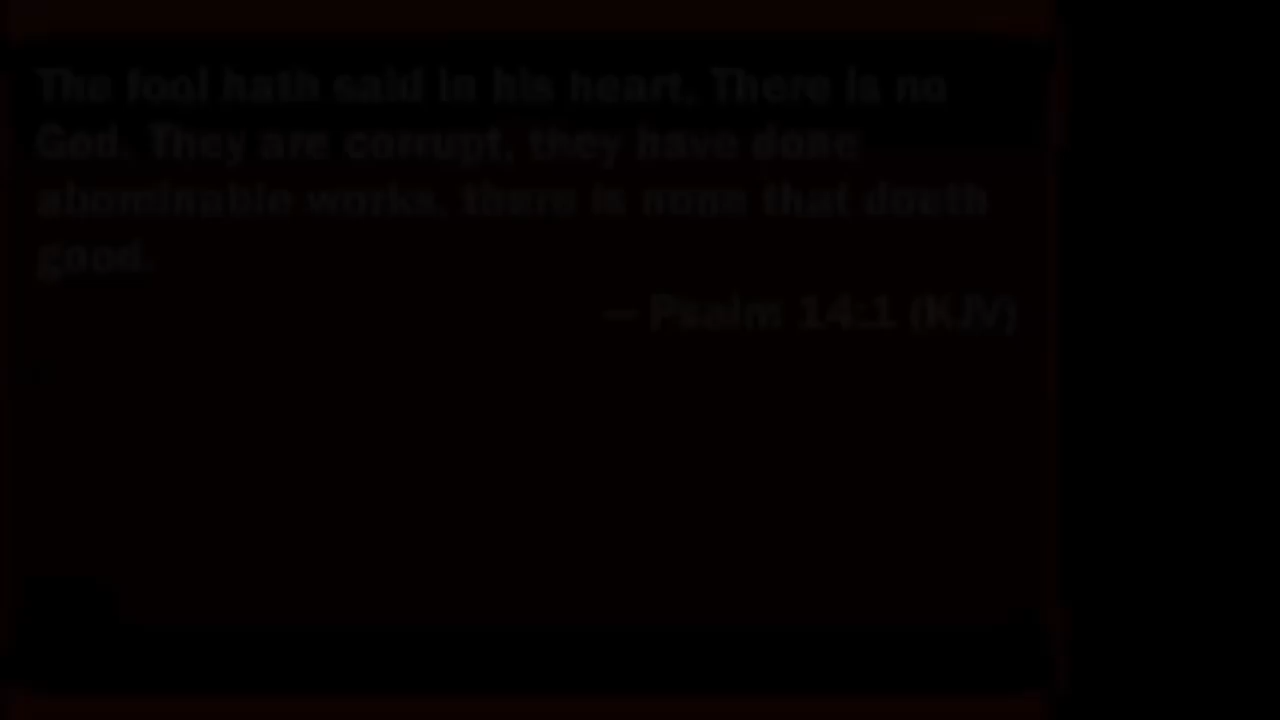 The fool hath said in his heart, There is no
God. They are corrupt, they have done
abominable works, there is none that doeth
good.
— Psalm 14:1 (KJV)